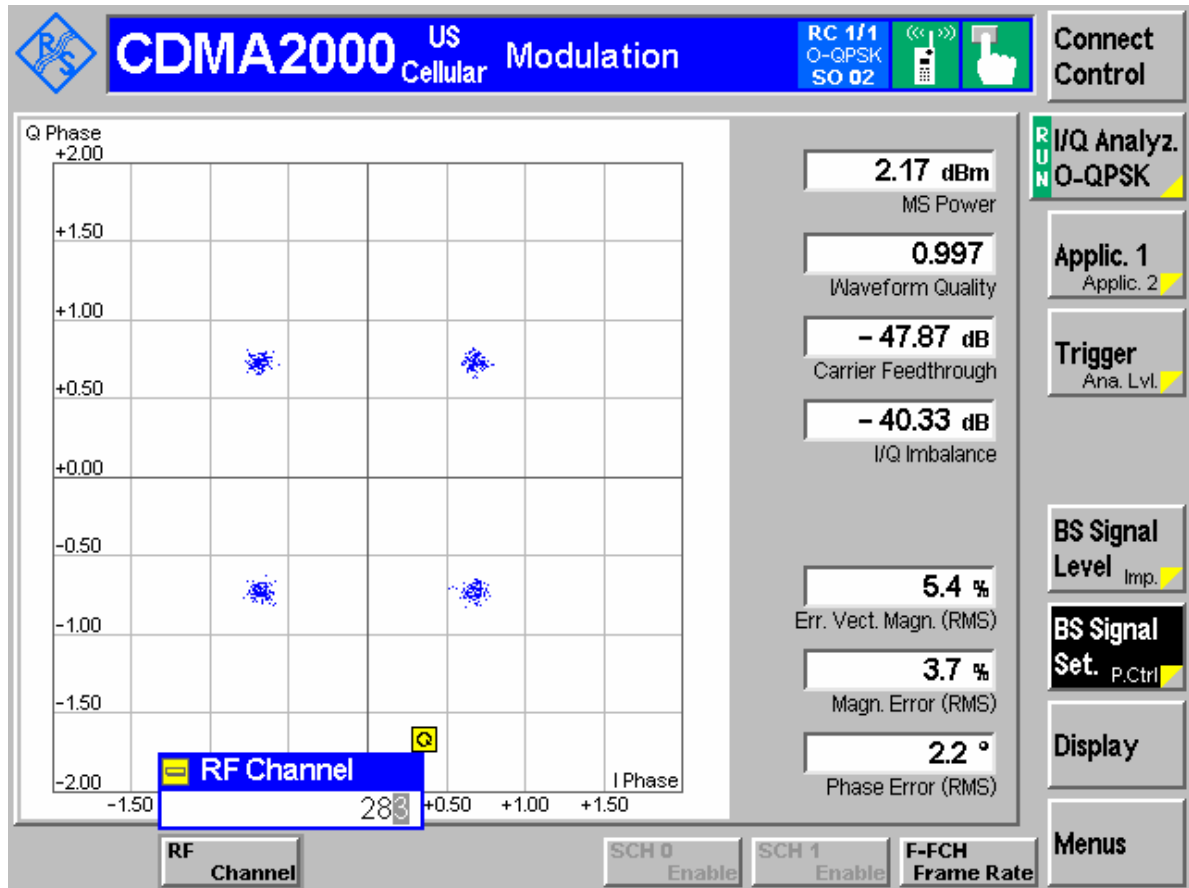 R&S
CDMA2000 US Cellular Modulation
RC 1/1
O-QPSK
SO 02
Connect
Control
Q Phase
+2.00
+1.50
+1.00
+0.50
+0.00
-0.50
-1.00
-1.50
-2.00
-1.50
+0.50
+1.00
+1.50
I Phase
RF Channel
283
2.17 dBm
MS Power
0.997
Waveform Quality
– 47.87 dB
Carrier Feedthrough
– 40.33 dB
I/Q Imbalance
5.4 %
Err. Vect. Magn. (RMS)
3.7 %
Magn. Error (RMS)
2.2 °
Phase Error (RMS)
RUN
I/Q Analyz.
O-QPSK
Applic. 1
Applic. 2
Trigger
Ana. Lvl.
BS Signal
Level Imp.
BS Signal
Set. P.Ctrl
Display
Menus
RF
Channel
SCH 0
Enable
SCH 1
Enable
F-FCH
Frame Rate